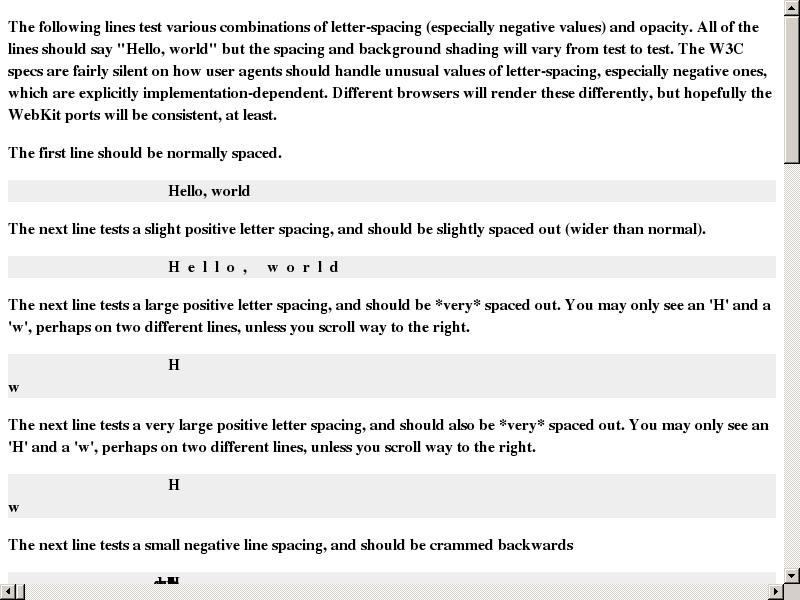 The following lines test various combinations of letter-spacing (especially negative values) and opacity. All of the
lines should say "Hello, world" but the spacing and background shading will vary from test to test. The W3C
specs are fairly silent on how user agents should handle unusual values of letter-spacing, especially negative ones,
which are explicitly implementation-dependent. Different browsers will render these differently, but hopefully the
WebKit ports will be consistent, at least.
The first line should be normally spaced.
Hello, world
The next line tests a slight positive letter spacing, and should be slightly spaced out (wider than normal).
H e l l o ,  w o r l d
The next line tests a large positive letter spacing, and should be *very* spaced out. You may only see an 'H' and a
'w', perhaps on two different lines, unless you scroll way to the right.
H
w
The next line tests a very large positive letter spacing, and should also be *very* spaced out. You may only see an
'H' and a 'w', perhaps on two different lines, unless you scroll way to the right.
H
w
The next line tests a small negative line spacing, and should be crammed backwards